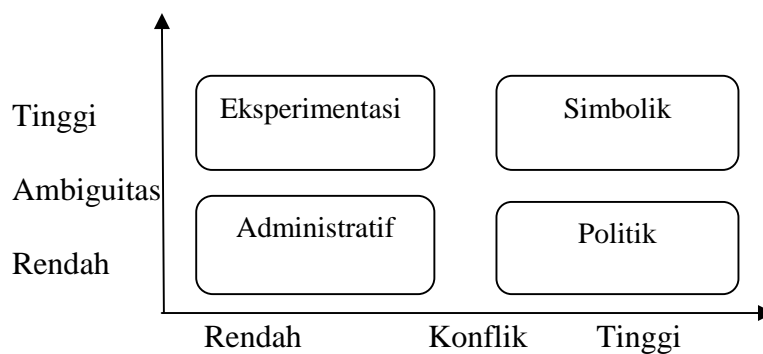 Eksperimentasi
Simbolik
Tinggi
Ambiguitas
Administratif
Politik
Rendah
Rendah Konflik Tinggi